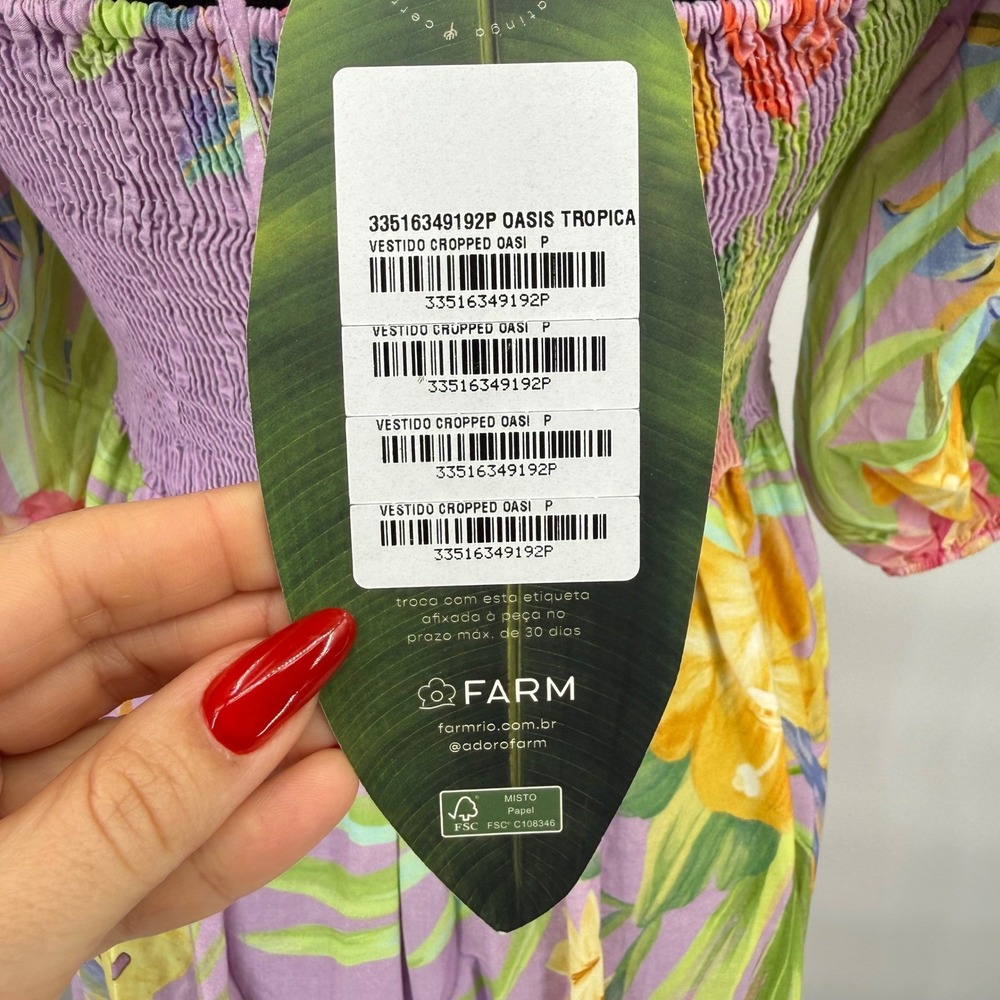 atinga cerr
33516349192P OASIS TROPICA
VESTIDO CROPPED OASI P
33516349192P
VESTIDO CROPPED OASI P
33516349192P
VESTIDO CROPPED OASI P
33516349192P
VESTIDO CROPPED OASI P
33516349192P
troca com esta etiqueta
afixada à peça no
prazo máx. de 30 dias
FARM
farmrio.com.br
@adorofarm
FSC
MISTO
Papel
FSC® C108346